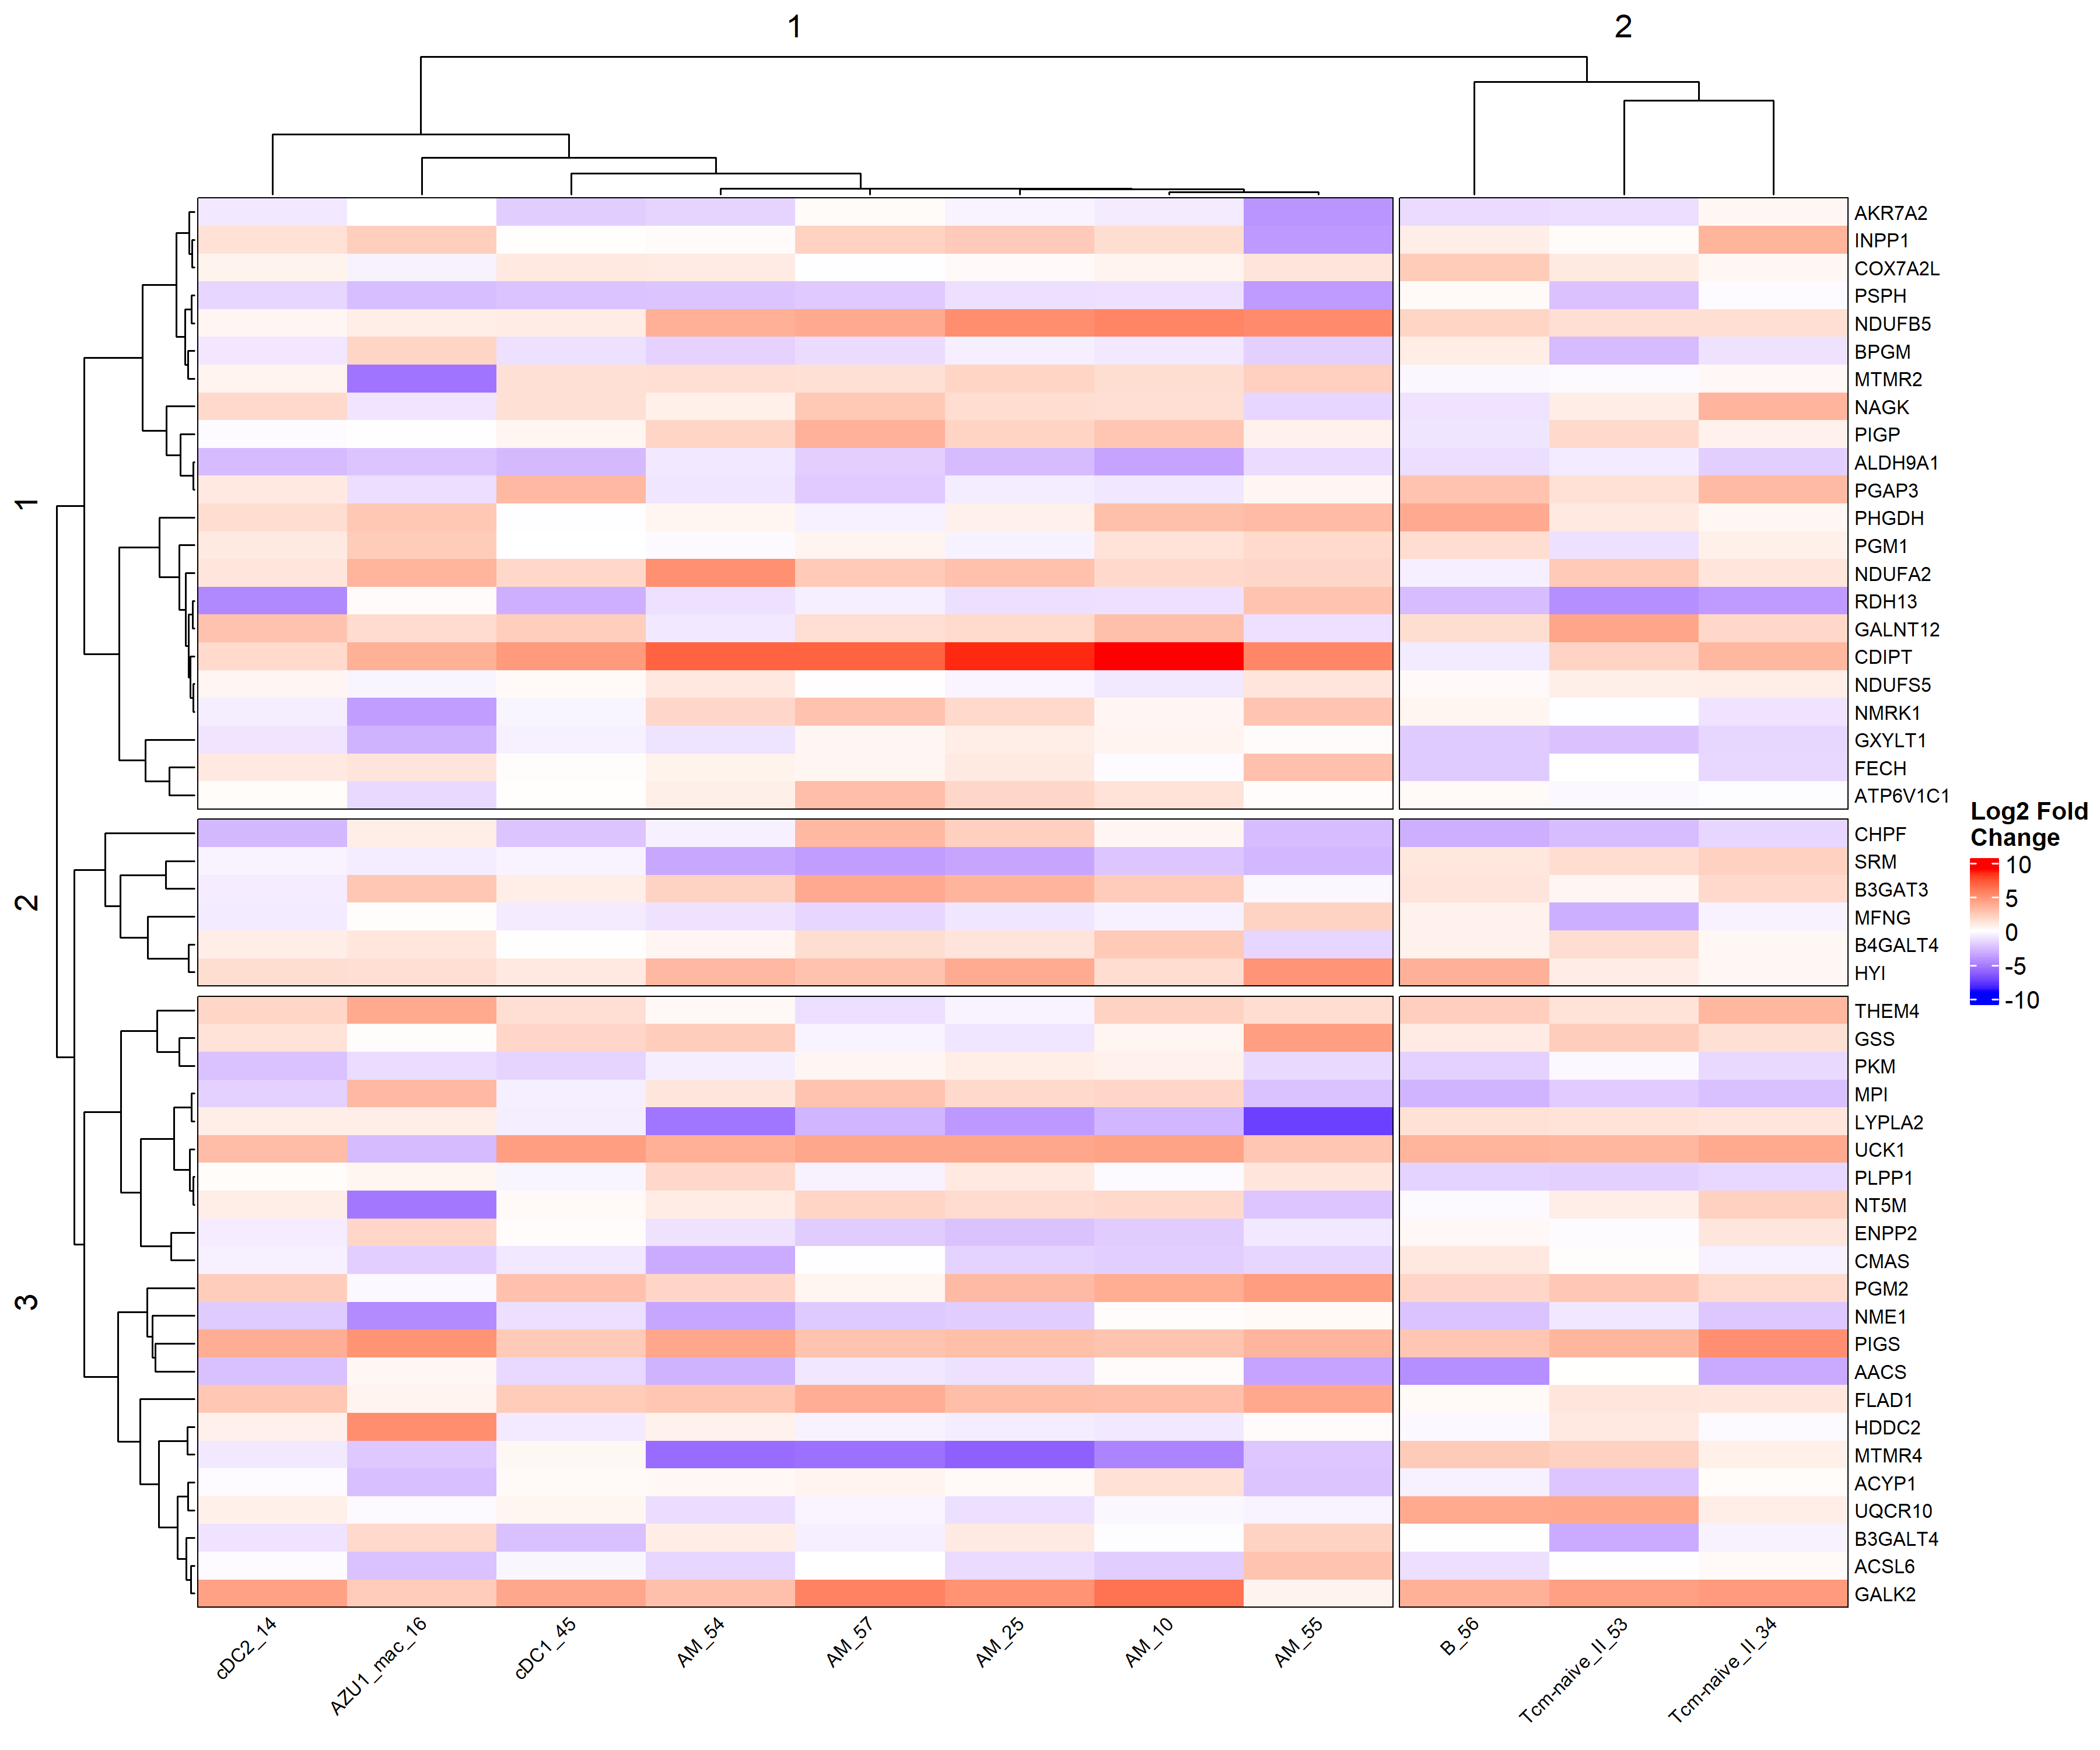 1
2
1
2
3
AKR7A2
INPP1
COX7A2L
PSPH
NDUFB5
BPGM
MTMR2
NAGK
PIGP
ALDH9A1
PGAP3
PHGDH
PGM1
NDUFA2
RDH13
GALNT12
CDIPT
NDUFS5
NMRK1
GXYLT1
FECH
ATP6V1C1
CHPF
SRM
B3GAT3
MFNG
B4GALT4
HYI
THEM4
GSS
PKM
MPI
LYPLA2
UCK1
PLPP1
NT5M
ENPP2
CMAS
PGM2
NME1
PIGS
AACS
FLAD1
HDDC2
MTMR4
ACYP1
UQCR10
B3GALT4
ACSL6
GALK2
Log2 Fold
Change
10
5
0
-5
-10
cDC2_14
AZU1_mac_16
cDC1_45
AM_54
AM_57
AM_25
AM_10
AM_55
B_56
Tcm-naive_II_53
Tcm-naive_II_34